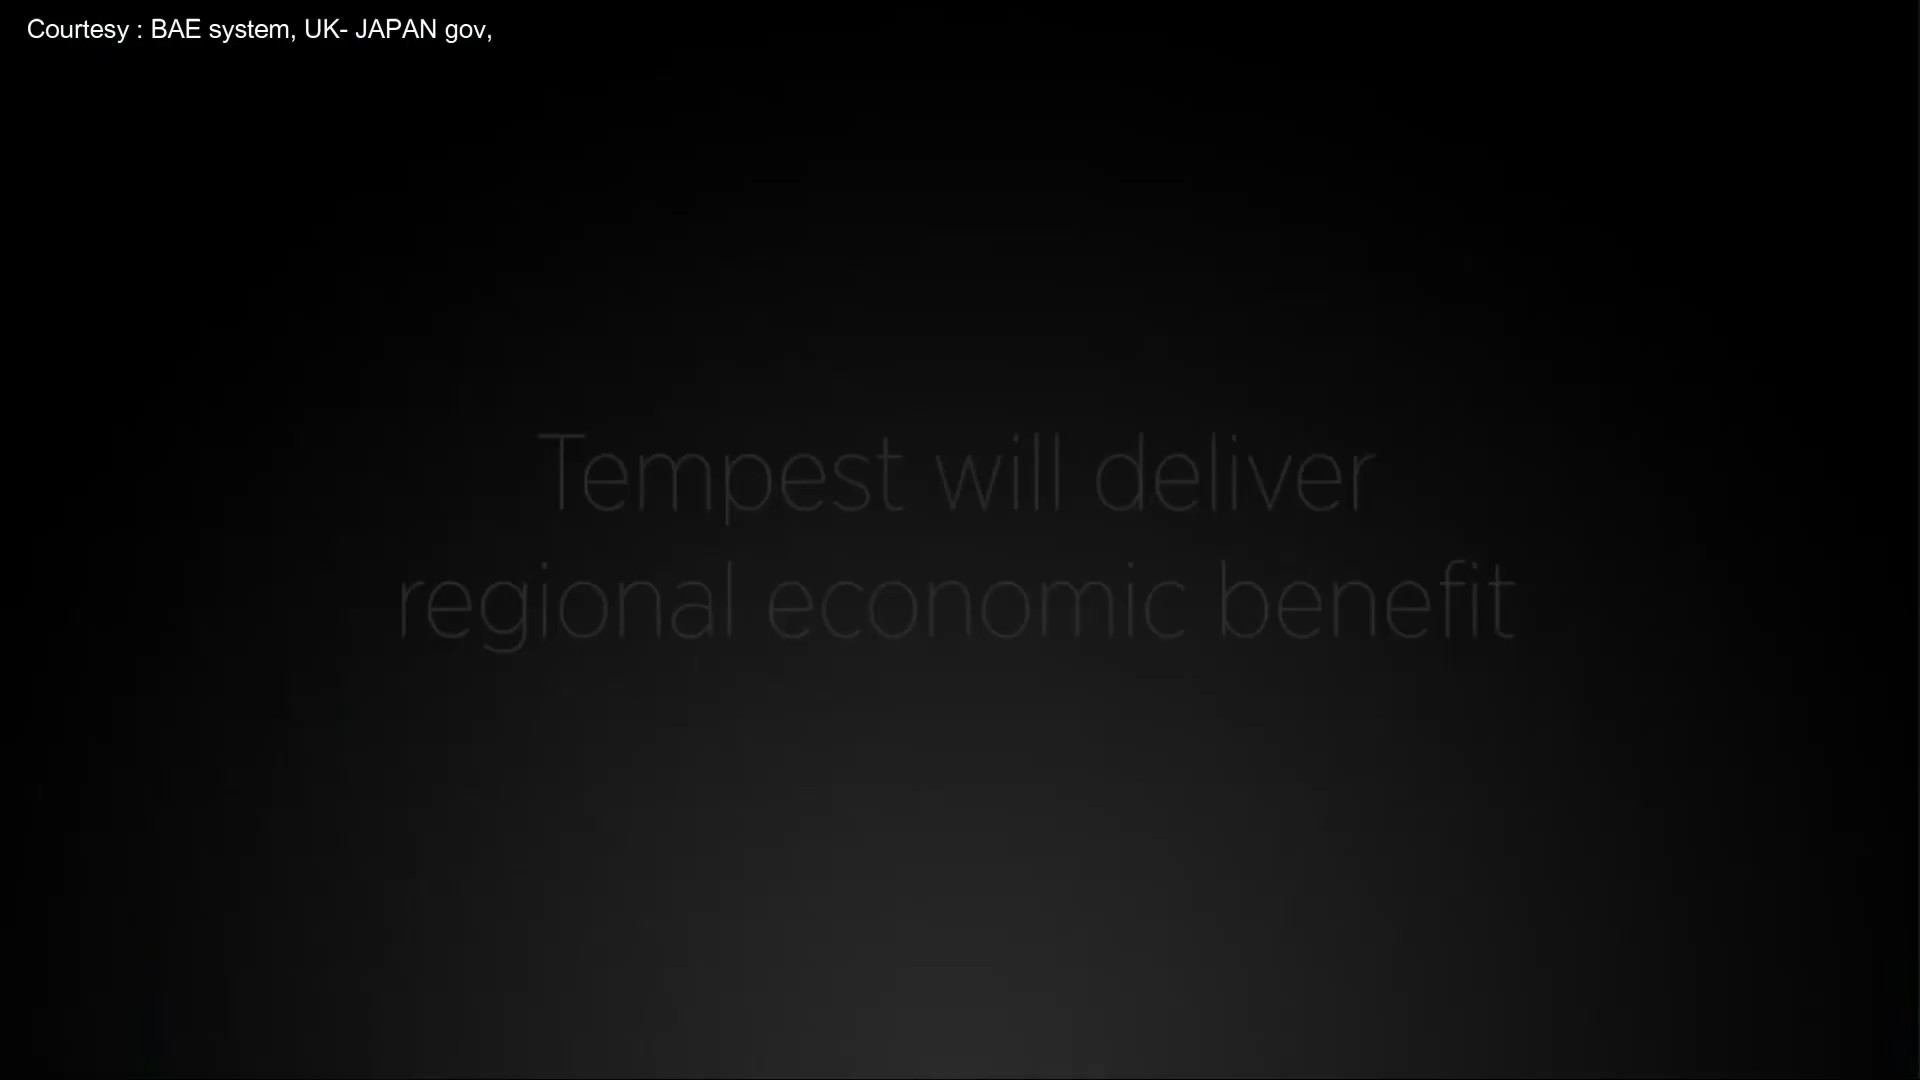 Courtesy : BAE system, UK- JAPAN gov,
Tempest will deliver
regional economic benefit